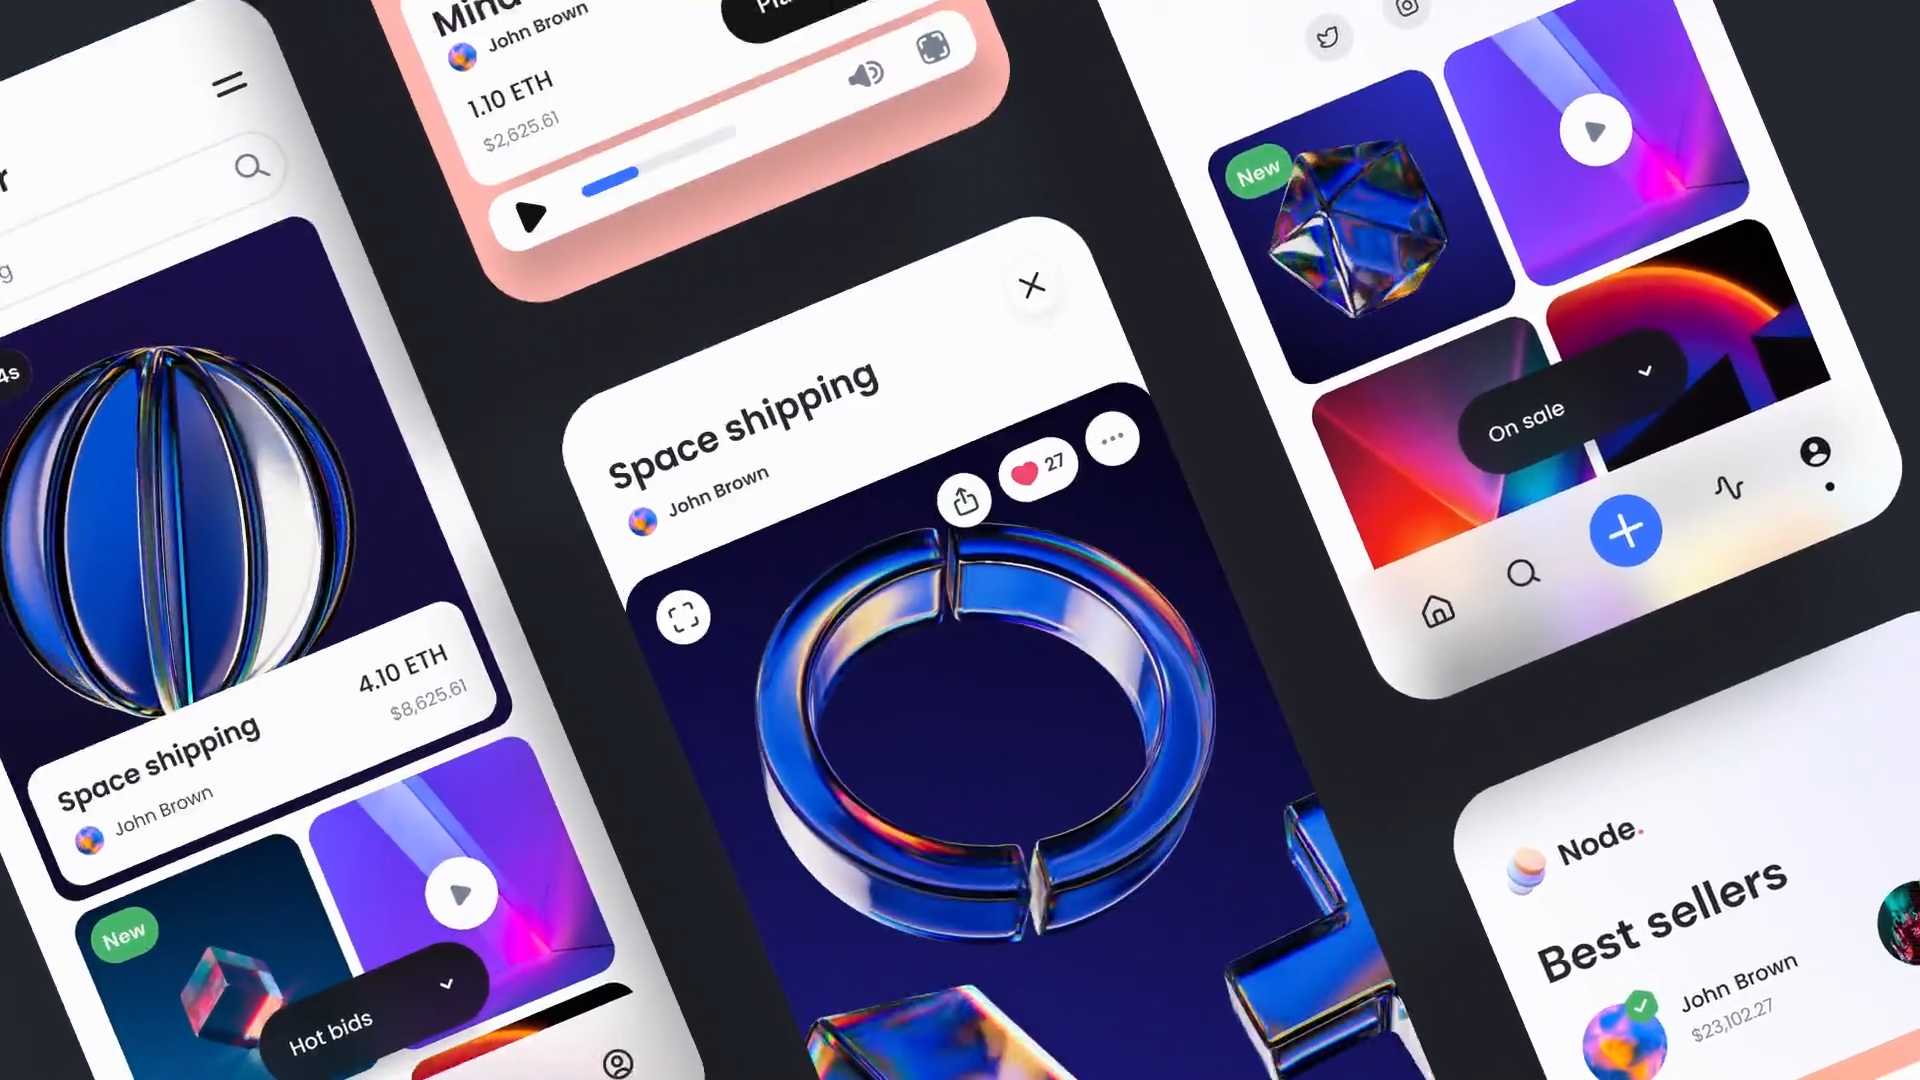 4s
Space shipping
John Brown
4.10 ETH
$8,625.61
New
Hot bids
John Brown
1.10 ETH
$2,625.61
Space shipping
John Brown
27
New
On sale
Node.
Best sellers
John Brown
$23,102.27